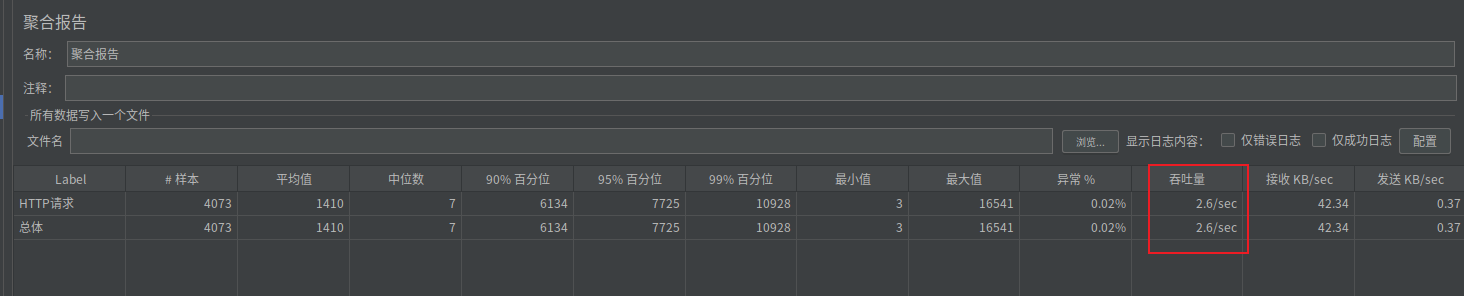 聚合报告
名称： 聚合报告
注释：
所有数据写入一个文件
文件名 浏览... 显示日志内容： 仅错误日志 仅成功日志 配置
Label # 样本 平均值 中位数 90% 百分位 95% 百分位 99% 百分位 最小值 最大值 异常 % 吞吐量 接收 KB/sec 发送 KB/sec
HTTP请求 4073 1410 7 6134 7725 10928 3 16541 0.02% 2.6/sec 42.34 0.37
总体 4073 1410 7 6134 7725 10928 3 16541 0.02% 2.6/sec 42.34 0.37